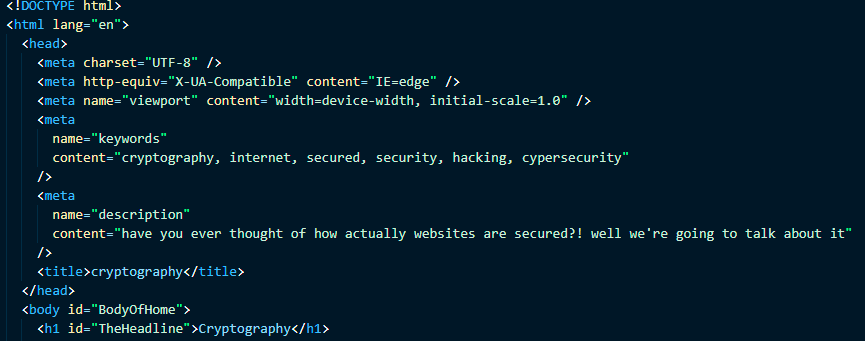 <!DOCTYPE html>
<html lang="en">
<head>
<meta charset="UTF-8" />
<meta http-equiv="X-UA-Compatible" content="IE=edge" />
<meta name="viewport" content="width=device-width, initial-scale=1.0" />
<meta
name="keywords"
content="cryptography, internet, secured, security, hacking, cypersecurity"
/>
<meta
name="description"
content="have you ever thought of how actually websites are secured?! well we're going to talk about it"
/>
<title>cryptography</title>
</head>
<body id="BodyOfHome">
<h1 id="TheHeadline">Cryptography</h1>